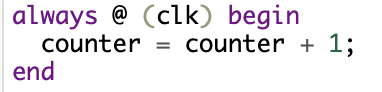 always @ (clk) begin
  counter = counter + 1;
end